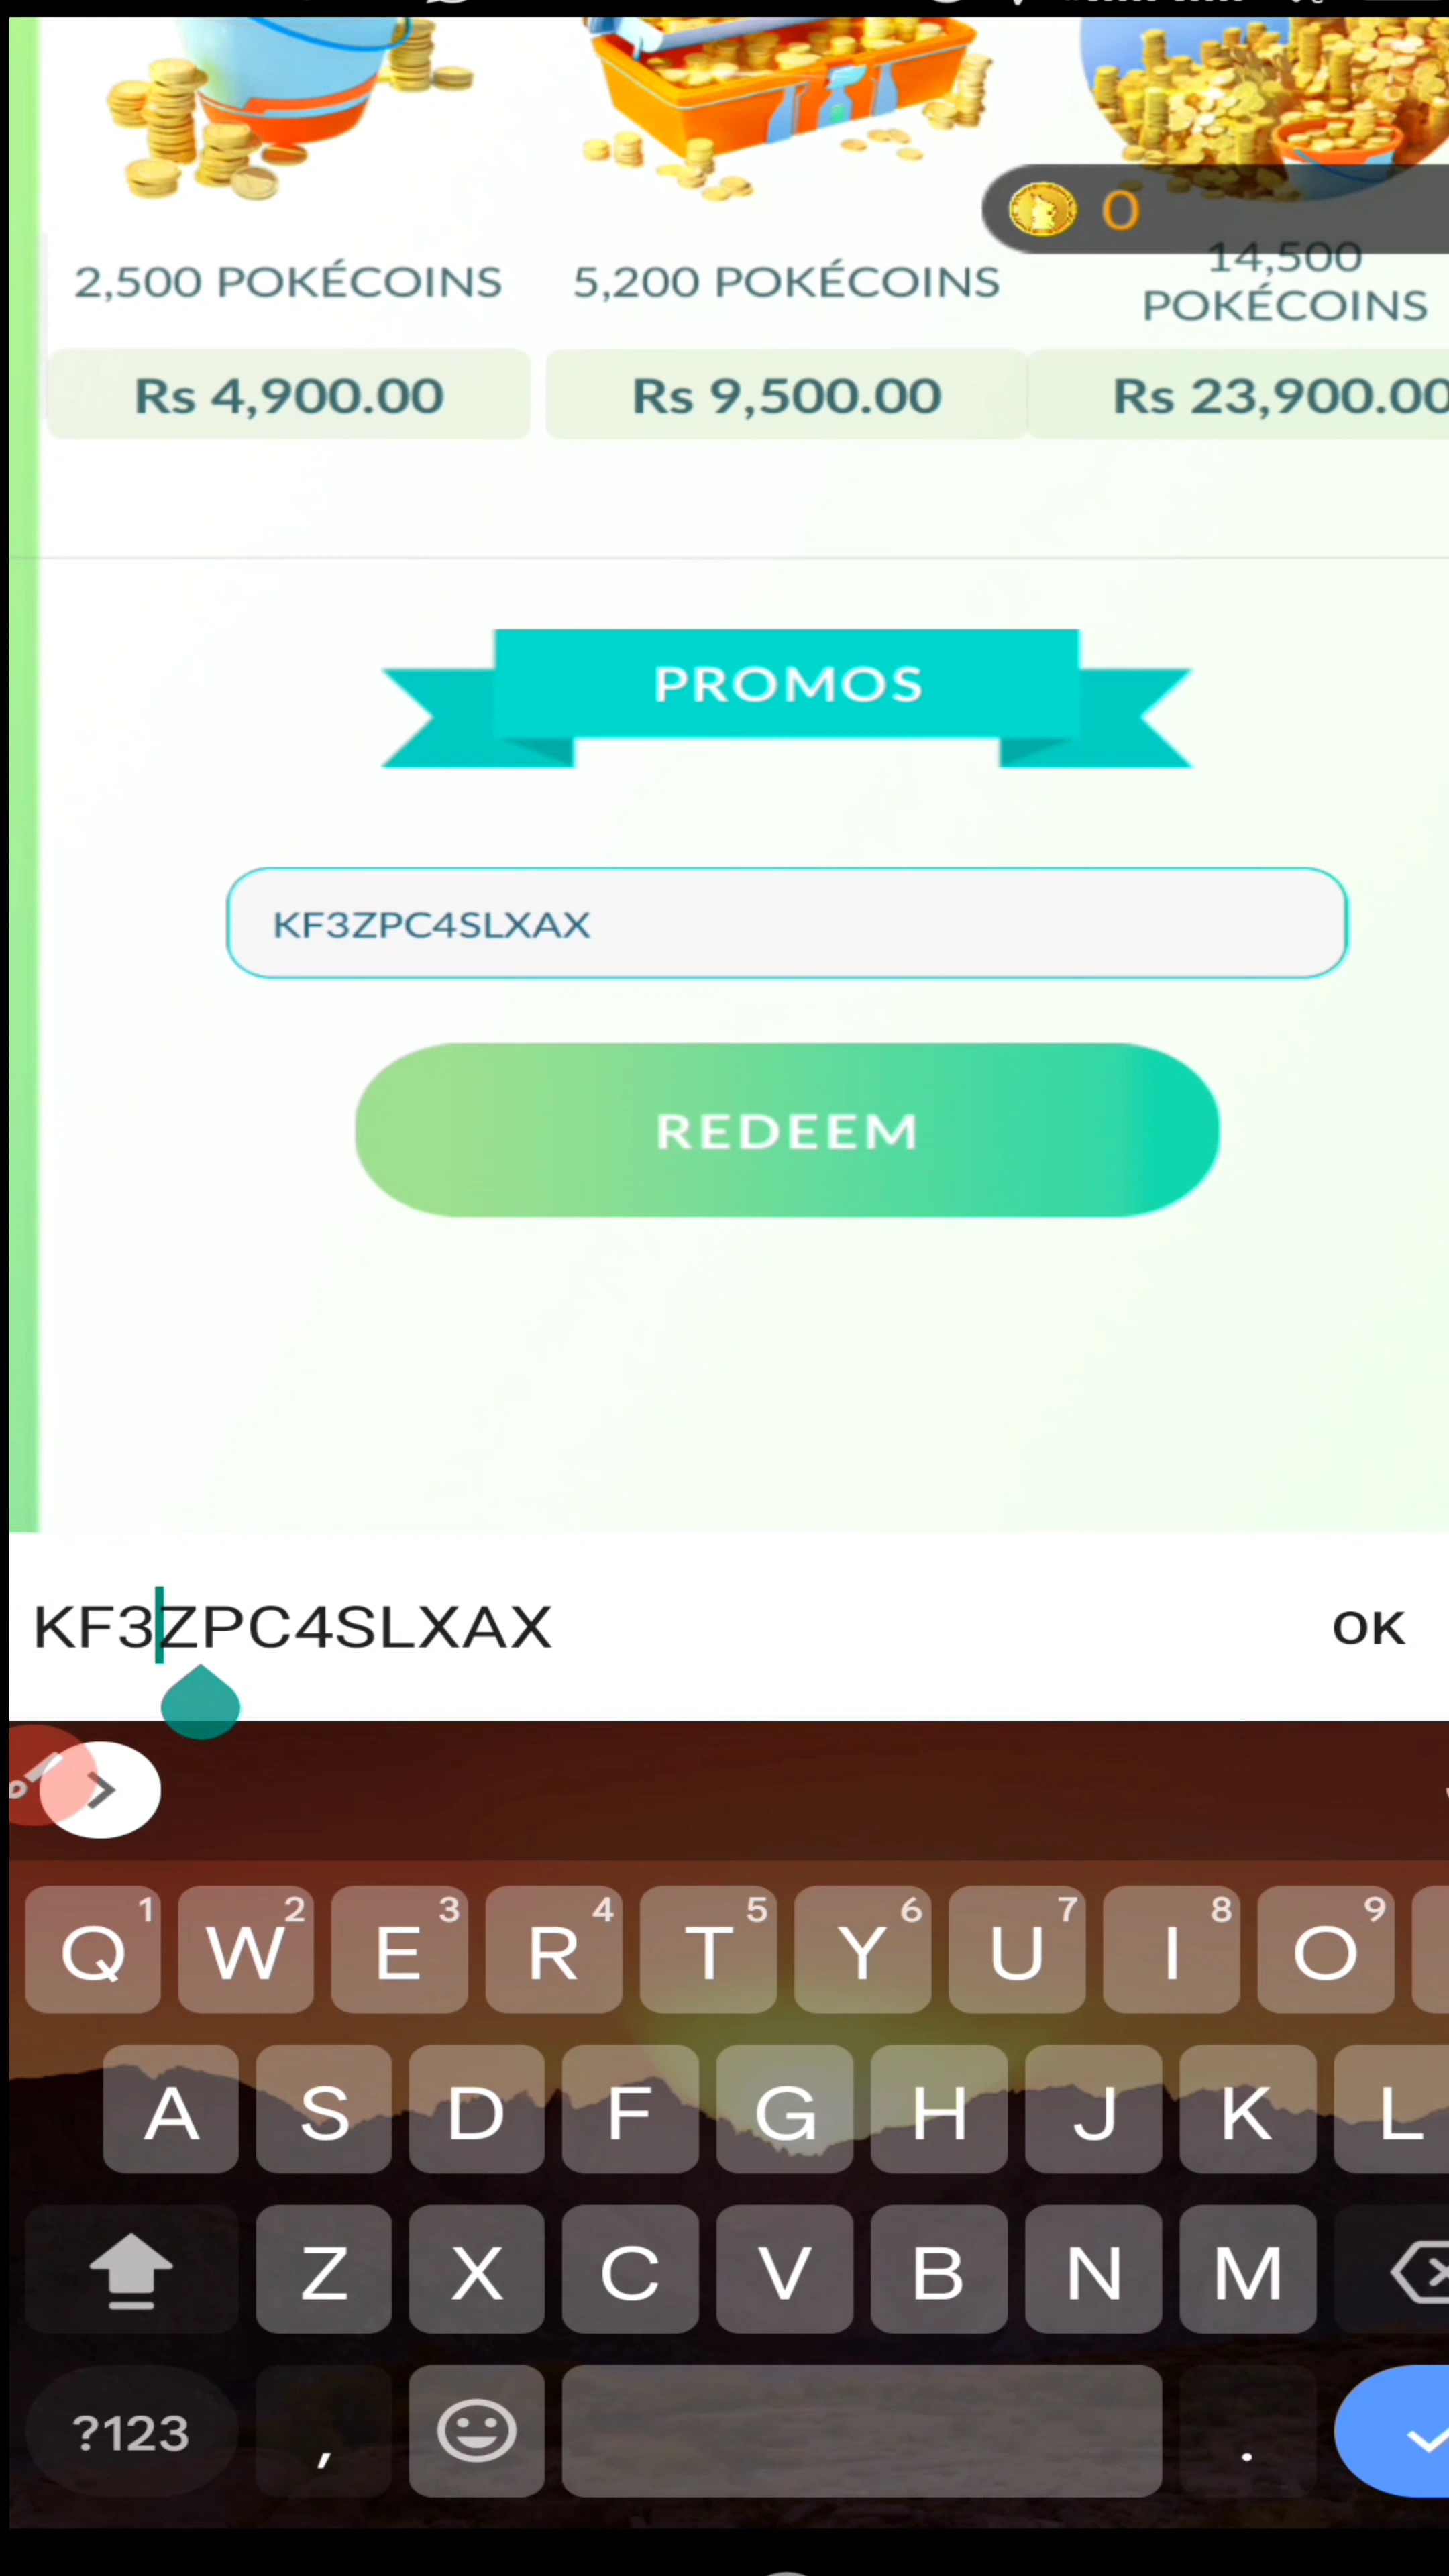 0
2,500 POKÉCOINS 5,200 POKÉCOINS 14,500 POKÉCOINS
Rs 4,900.00 Rs 9,500.00 Rs 23,900.00
PROMOS
KF3ZPC4SLXAX
REDEEM
KF3ZPC4SLXAX OK
Q 1 W 2 E 3 R 4 T 5 Y 6 U 7 I 8 O 9
A S D F G H J K L
Z X C V B N M
?123 , .